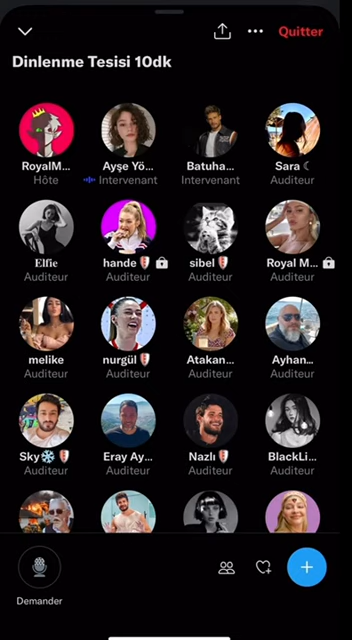 Quitter
Dinlenme Tesisi 10dk
RoyalM... Ayşe Yö... Batuha... Sara☾
Hôte Intervenant Intervenant Auditeur
Elfie hande sibel Royal M...
Auditeur Auditeur Auditeur Auditeur
melike nurgül Atakan... Ayhan...
Auditeur Auditeur Auditeur Auditeur
Sky❄️ Eray Ay... Nazlı BlackLi...
Auditeur Auditeur Auditeur Auditeur
Demander